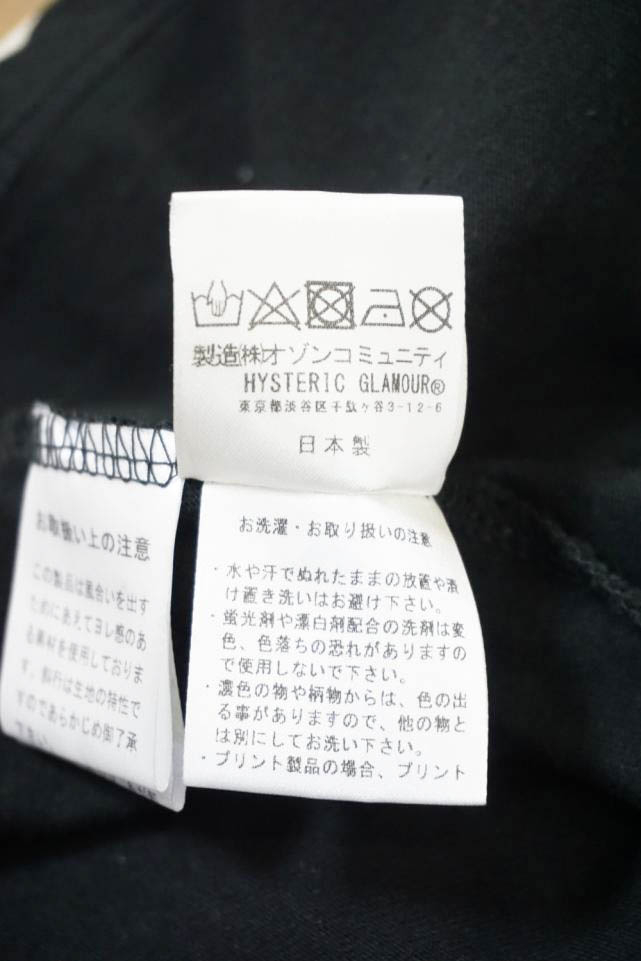 製造㈱オゾンコミュニティ
HYSTERIC GLAMOUR®
東京都渋谷区千駄ヶ谷3-12-6
日本製
お取扱い上の注意
この製品は風合いを出す
ためにあえてヨレ感のあ
る素材を使用しておりま
す。斜行は生地の特性で
すのであらかじめ御了承
下さい。
お洗濯・お取り扱いの注意
・水や汗でぬれたままの放置や漬
け置き洗いはお避け下さい。
・蛍光剤や漂白剤配合の洗剤は変
色、色落ちの恐れがありますの
で使用しないで下さい。
・濃色の物や柄物からは、色の出
る事がありますので、他の物と
は別にしてお洗い下さい。
・プリント製品の場合、プリント